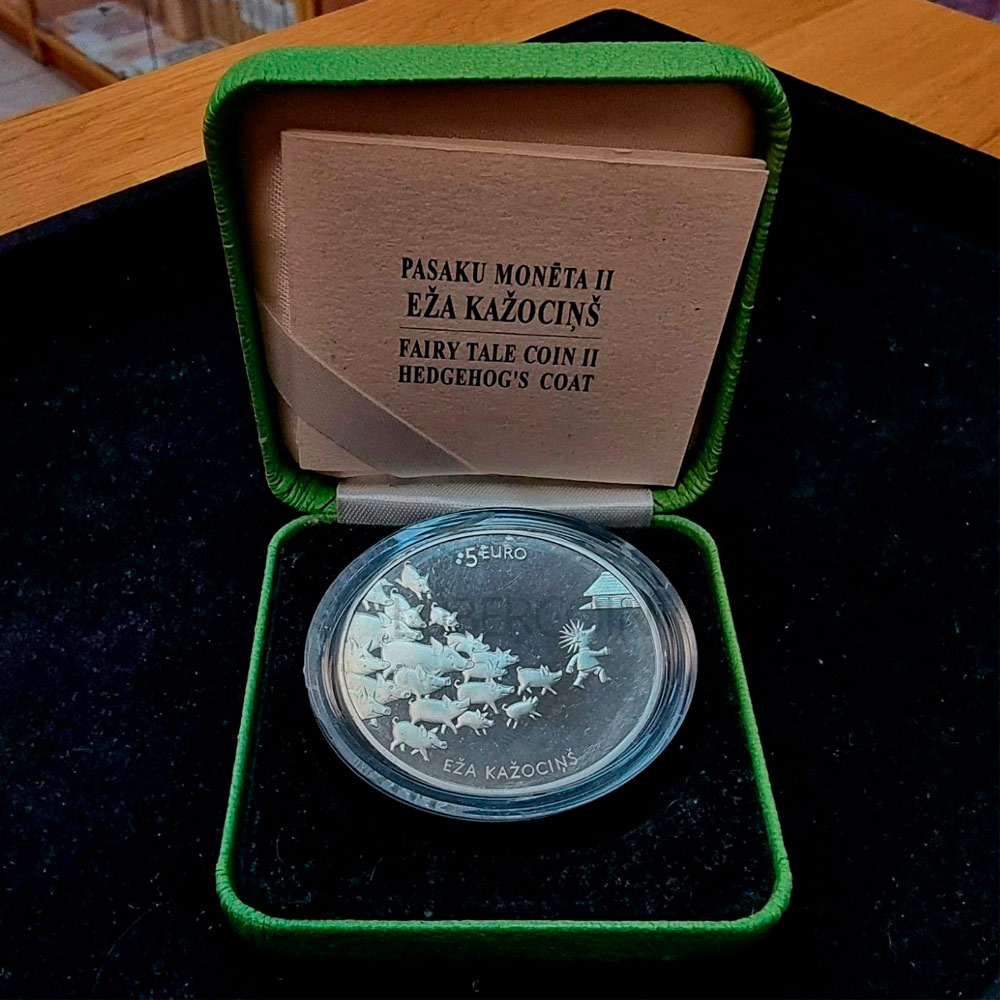 PASAKU MONĒTA II
EŽA KAŽOCIŅŠ
FAIRY TALE COIN II
HEDGEHOG'S COAT
5 EURO
EŽA KAŽOCIŅŠ